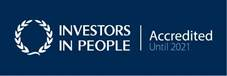 INVESTORS
IN PEOPLE
Accredited
Until 2021